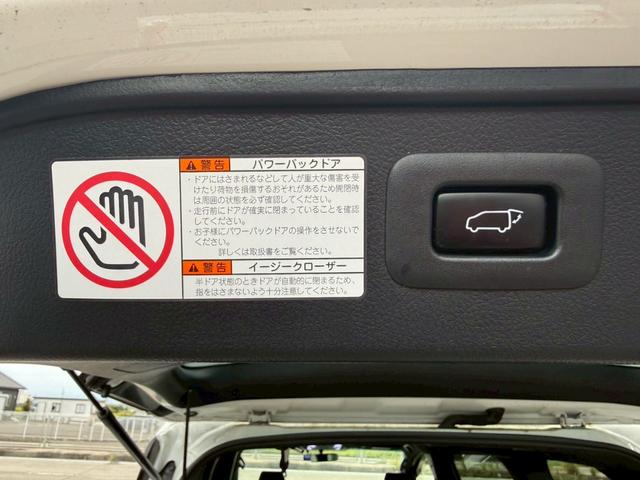 警告 パワーバックドア
・ドアにはさまれるなどして人が重大な傷害を受
けたり荷物を損傷するおそれがあるため開閉時
は周囲の状態を必ず確認してください。
・走行前にドアが確実に閉まっていることを確認
してください。
・お子様にパワーバックドアの操作をさせないで
ください。
詳しくは取扱書をご覧ください。
警告 イージークローザー
半ドア状態のときドアが自動的に閉まるため、
指をはさまないよう十分注意してください。